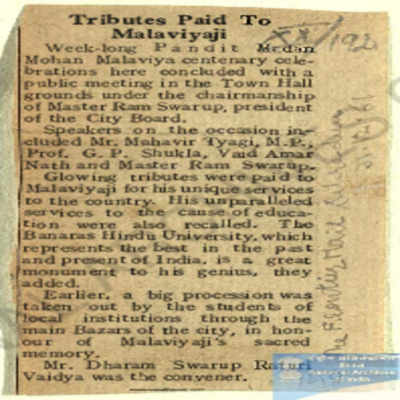 Tributes Paid To
Malaviyaji
Week-long Pandit Madan
Mohan Malaviya centenary cele-
brations here concluded with a
public meeting in the Town Hall
grounds under the chairmanship
of Master Ram Swarup, president
of the City Board.
Speakers on the occasion in-
cluded Mr. Mahavir Tyagi, M.P.,
Prof. G. P. Shukla, Vaid Amar
Nath and Master Ram Swarup.
Glowing tributes were paid to
Malaviyaji for his unique services
to the country. His unparalleled
services to the cause of educa-
tion were also recalled. The
Banaras Hindu University, which
represents the best in the past
and present of India, is a great
monument to his genius, they
added.
Earlier, a big procession was
taken out by the students of
local institutions through the
main Bazars of the city, in hon-
our of Malaviyaji's sacred
memory.
Mr. Dharam Swarup Raturi
Vaidya was the convener.
XX/192
The Mail